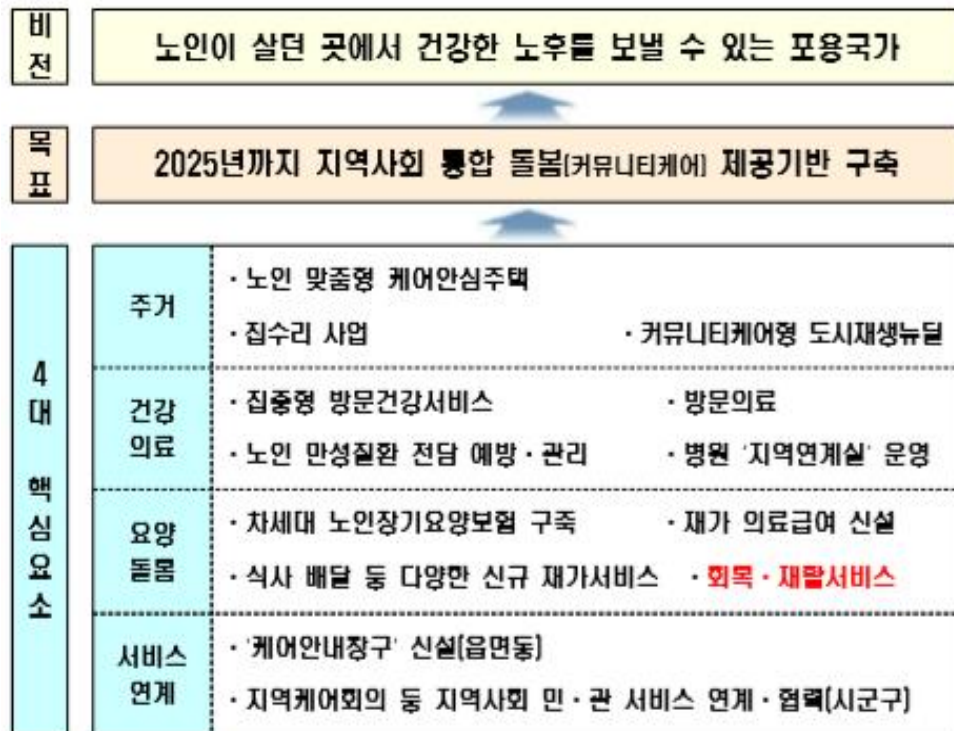 비전
노인이 살던 곳에서 건강한 노후를 보낼 수 있는 포용국가
목표
2025년까지 지역사회 통합 돌봄(커뮤니티케어) 제공기반 구축
4대 핵심요소
주거
· 노인 맞춤형 케어안심주택
· 집수리 사업 · 커뮤니티케어형 도시재생뉴딜
건강
의료
· 집중형 방문건강서비스 · 방문의료
· 노인 만성질환 전담 예방·관리 · 병원 '지역연계실' 운영
요양
돌봄
· 차세대 노인장기요양보험 구축 · 재가 의료급여 신설
· 식사 배달 등 다양한 신규 재가서비스 · 회복·재활서비스
서비스
연계
· '케어안내창구' 신설(읍면동)
· 지역케어회의 등 지역사회 민·관 서비스 연계·협력(시군구)